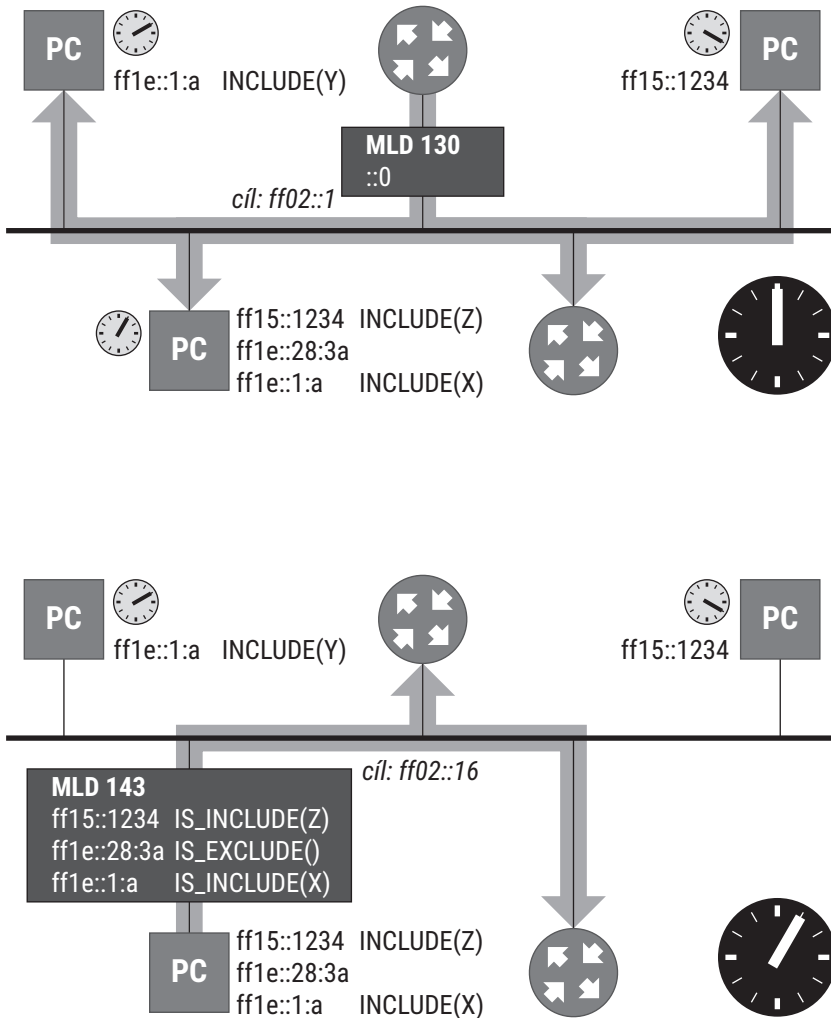 PC
ff1e::1:a INCLUDE(Y)
PC
ff15::1234
MLD 130
::0
cíl: ff02::1
PC
ff15::1234 INCLUDE(Z)
ff1e::28:3a
ff1e::1:a INCLUDE(X)
PC
ff1e::1:a INCLUDE(Y)
PC
ff15::1234
cíl: ff02::16
MLD 143
ff15::1234 IS_INCLUDE(Z)
ff1e::28:3a IS_EXCLUDE()
ff1e::1:a IS_INCLUDE(X)
PC
ff15::1234 INCLUDE(Z)
ff1e::28:3a
ff1e::1:a INCLUDE(X)